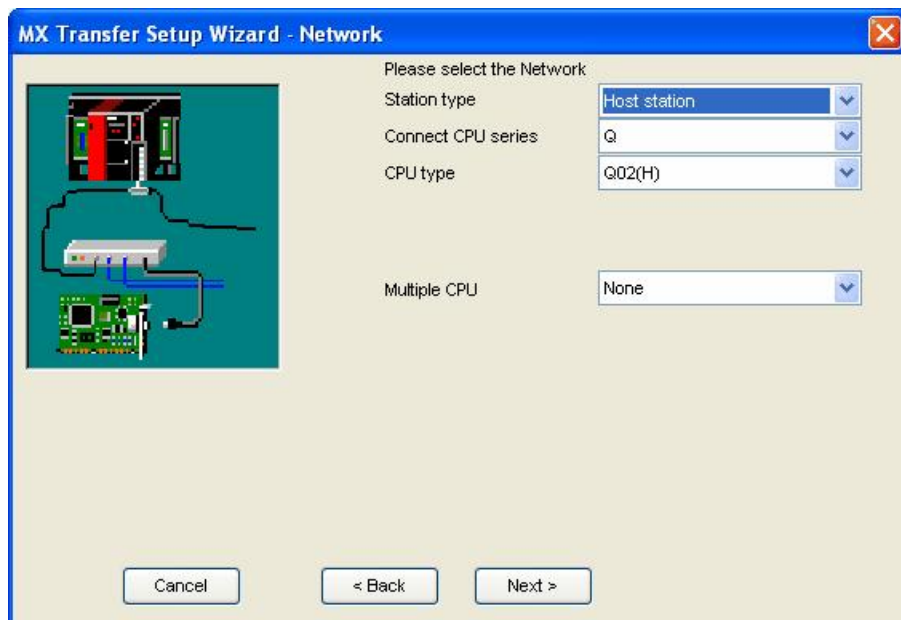 MX Transfer Setup Wizard - Network
Please select the Network
Station type Host station
Connect CPU series Q
CPU type Q02(H)
Multiple CPU None
Cancel < Back Next >